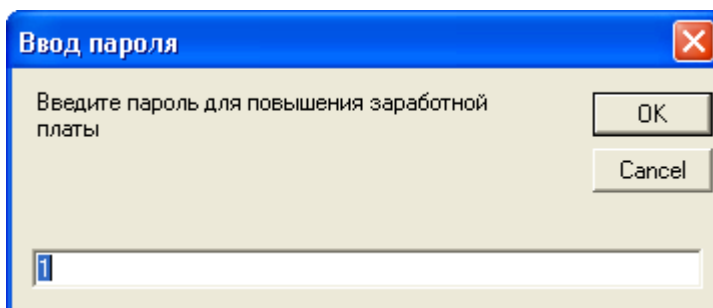 Ввод пароля
Введите пароль для повышения заработной
платы
OK
Cancel
1